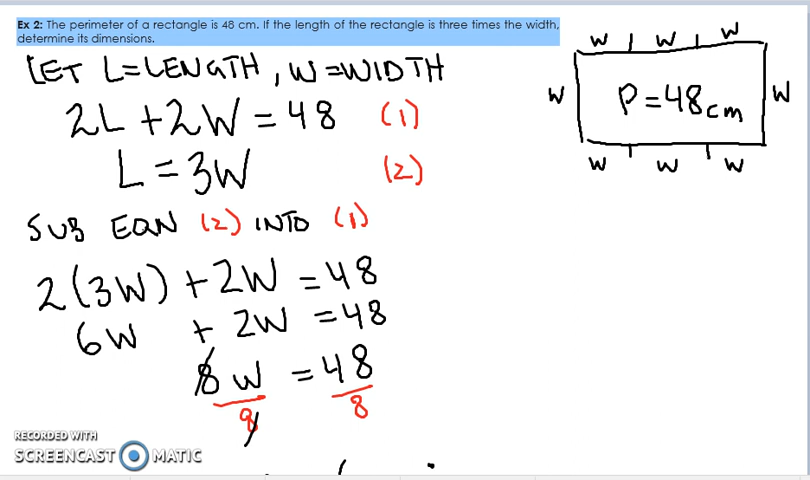 Ex 2: The perimeter of a rectangle is 48 cm. If the length of the rectangle is three times the width,
determine its dimensions.
LET L=LENGTH, W=WIDTH
2L + 2W = 48 (1)
L = 3W (2)
SUB EQN (2) INTO (1)
2(3W) + 2W = 48
6W + 2W = 48
8W = 48
8 8
W W W
W P=48cm W
W W W
RECORDED WITH
SCREENCAST MATIC